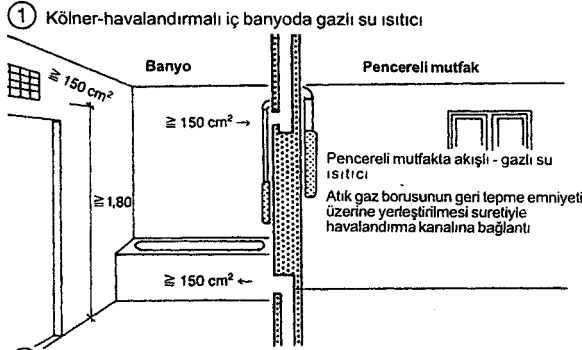 1 Kölner-havalandırmalı iç banyoda gazlı su ısıtıcı
≧ 150 cm²
Banyo
Pencereli mutfak
≧ 150 cm² →
≧ 1,80
Pencereli mutfakta akışlı - gazlı su
ısıtıcı
Atık gaz borusunun geri tepme emniyeti
üzerine yerleştirilmesi suretiyle
havalandırma kanalına bağlantı
≧ 150 cm² ←